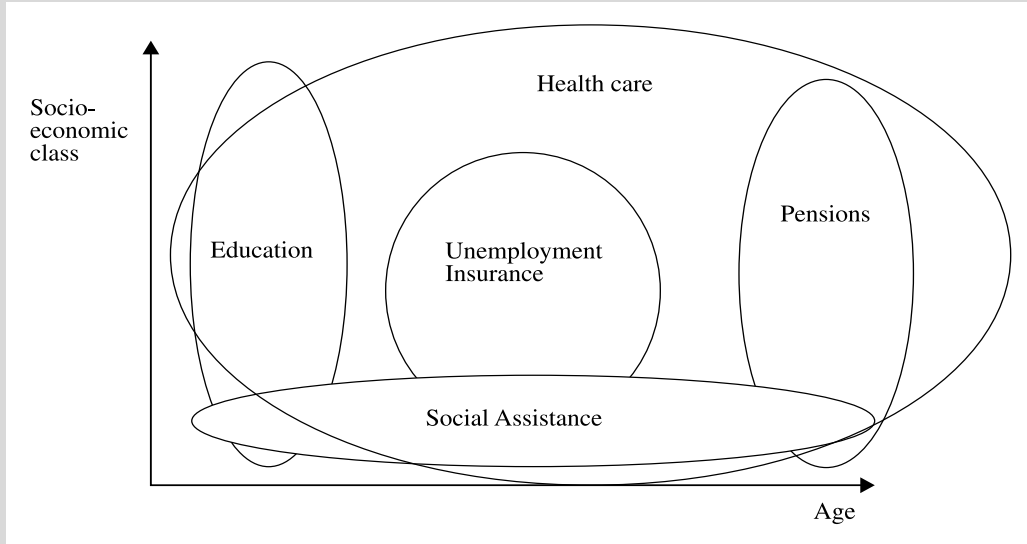 Health care
Socio-
economic
class
Pensions
Education
Unemployment
Insurance
Social Assistance
Age